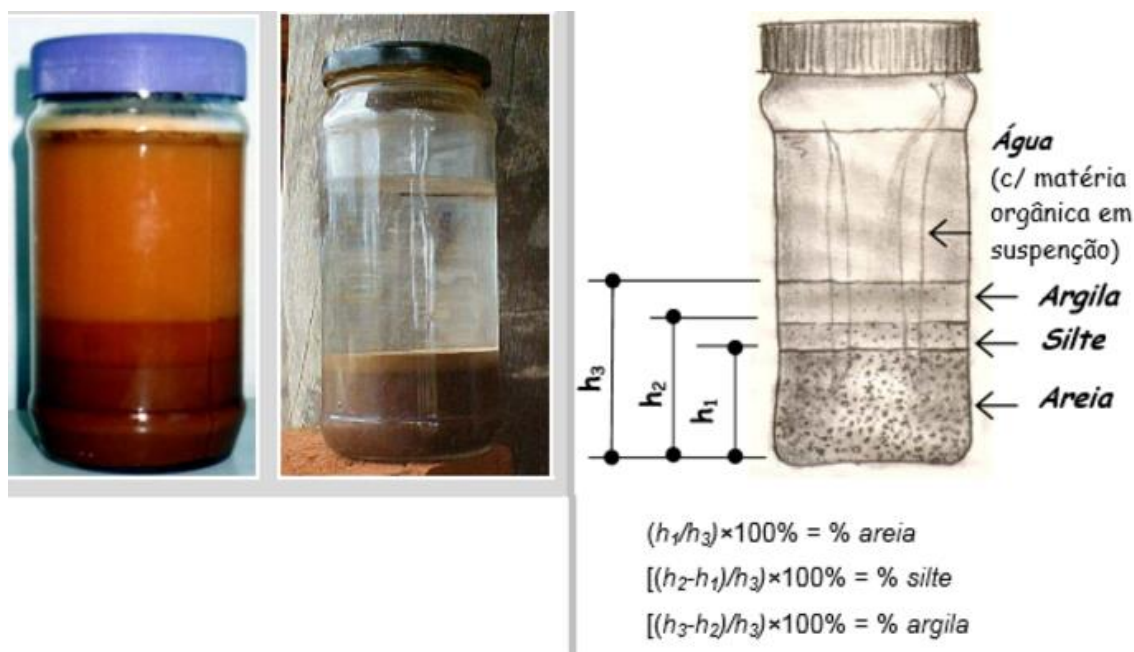 Água
(c/ matéria
orgânica em
suspenção)
Argila
Silte
Areia
h3
h2
h1
(h1/h3)×100% = % areia
[(h2-h1)/h3)×100% = % silte
[(h3-h2)/h3)×100% = % argila